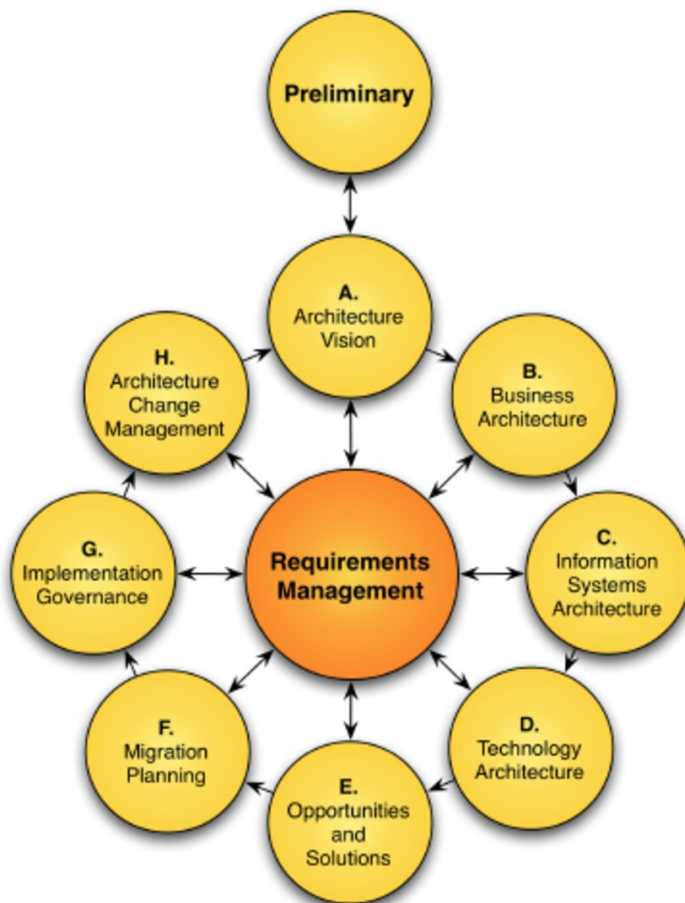 Preliminary
A.
Architecture
Vision
B.
Business
Architecture
C.
Information
Systems
Architecture
D.
Technology
Architecture
E.
Opportunities
and
Solutions
F.
Migration
Planning
G.
Implementation
Governance
H.
Architecture
Change
Management
Requirements
Management